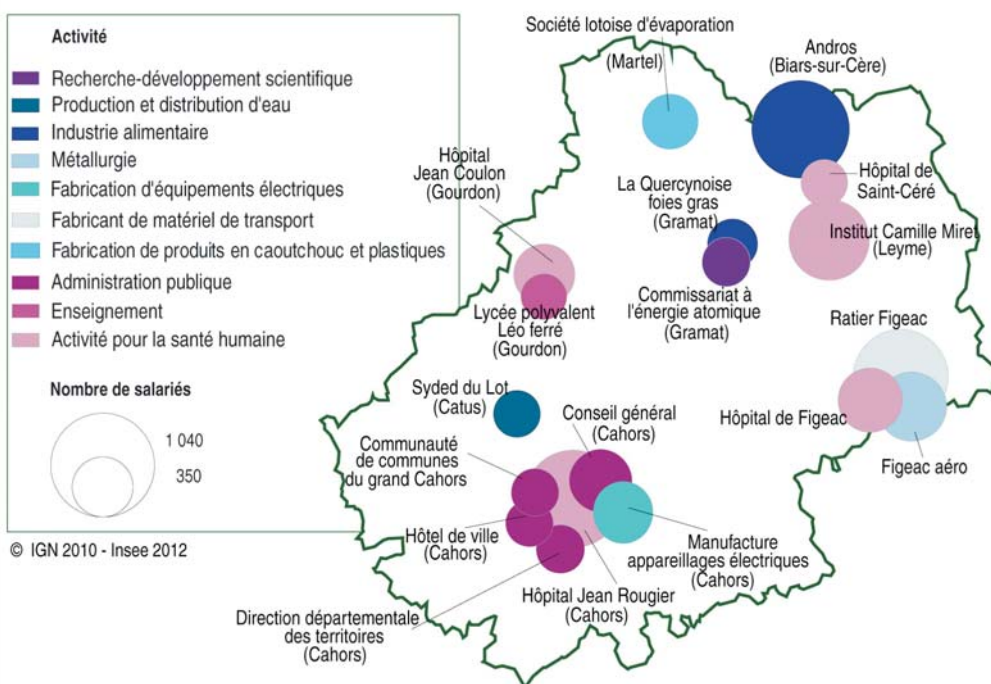 Activité
Recherche-développement scientifique
Production et distribution d'eau
Industrie alimentaire
Métallurgie
Fabrication d'équipements électriques
Fabricant de matériel de transport
Fabrication de produits en caoutchouc et plastiques
Administration publique
Enseignement
Activité pour la santé humaine
Nombre de salariés
1 040
350
© IGN 2010 - Insee 2012
Société lotoise d'évaporation
(Martel)
Andros
(Biars-sur-Cère)
Hôpital
Jean Coulon
(Gourdon)
La Quercynoise
foies gras
(Gramat)
Hôpital de
Saint-Céré
Institut Camille Miret
(Leyme)
Commissariat à
l'énergie atomique
(Gramat)
Lycée polyvalent
Léo ferré
(Gourdon)
Ratier Figeac
Syded du Lot
(Catus)
Conseil général
(Cahors)
Hôpital de Figeac
Figeac aéro
Communauté
de communes
du grand Cahors
Hôtel de ville
(Cahors)
Manufacture
appareillages électriques
(Cahors)
Hôpital Jean Rougier
(Cahors)
Direction départementale
des territoires
(Cahors)